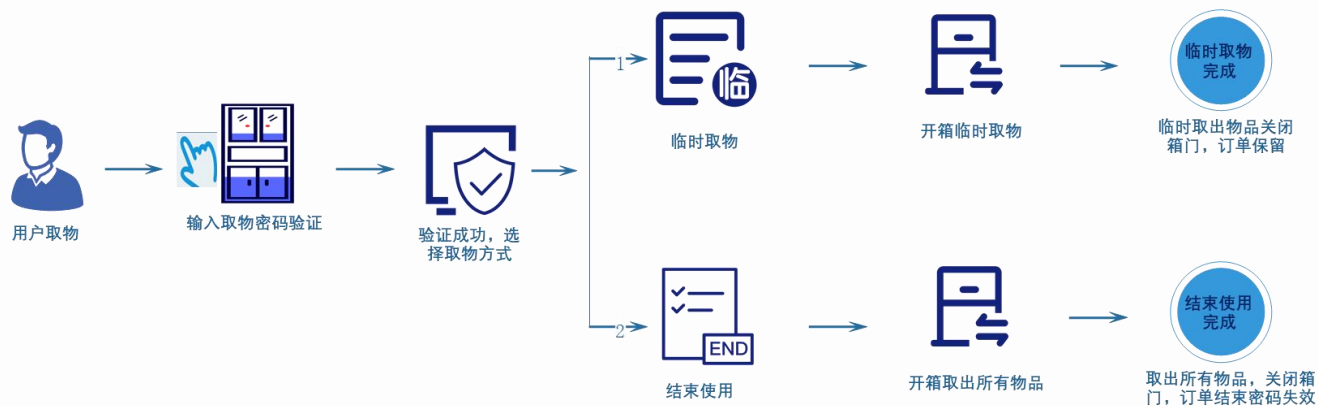 用户取物
输入取物密码验证
验证成功，选
择取物方式
1
临
临时取物
开箱临时取物
临时取物
完成
临时取出物品关闭
箱门，订单保留
2
END
结束使用
开箱取出所有物品
结束使用
完成
取出所有物品，关闭箱
门，订单结束密码失效